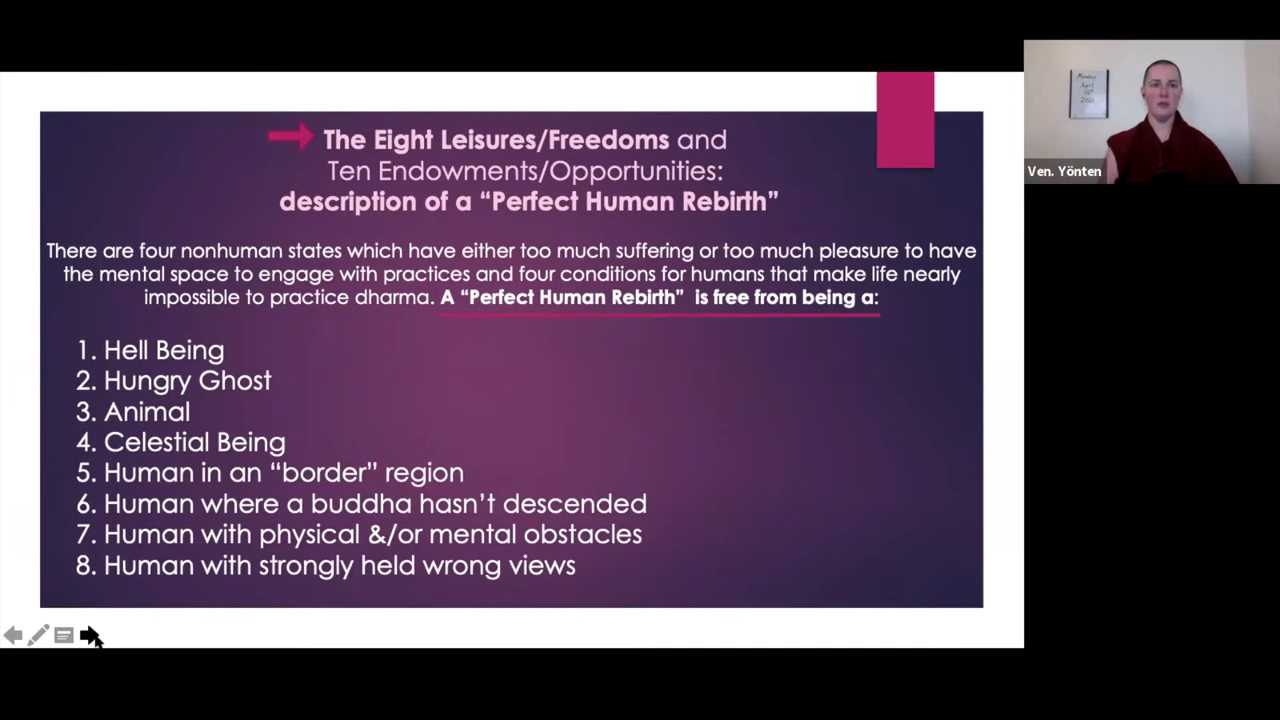 The Eight Leisures/Freedoms and
Ten Endowments/Opportunities:
description of a “Perfect Human Rebirth”
There are four nonhuman states which have either too much suffering or too much pleasure to have
the mental space to engage with practices and four conditions for humans that make life nearly
impossible to practice dharma. A “Perfect Human Rebirth” is free from being a:
1. Hell Being
2. Hungry Ghost
3. Animal
4. Celestial Being
5. Human in an “border” region
6. Human where a buddha hasn’t descended
7. Human with physical &/or mental obstacles
8. Human with strongly held wrong views
Monday
April
Ven. Yönten